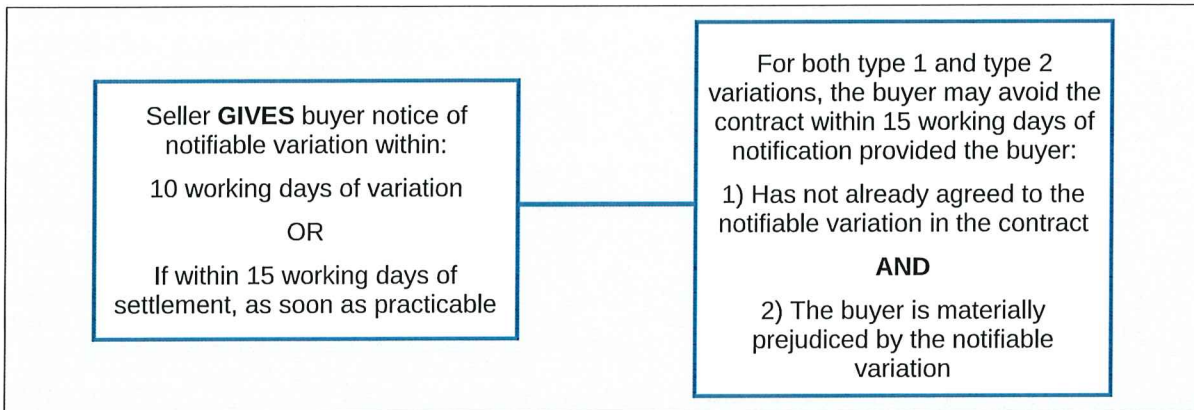 Seller GIVES buyer notice of
notifiable variation within:
10 working days of variation
OR
If within 15 working days of
settlement, as soon as practicable
For both type 1 and type 2
variations, the buyer may avoid the
contract within 15 working days of
notification provided the buyer:
1) Has not already agreed to the
notifiable variation in the contract
AND
2) The buyer is materially
prejudiced by the notifiable
variation